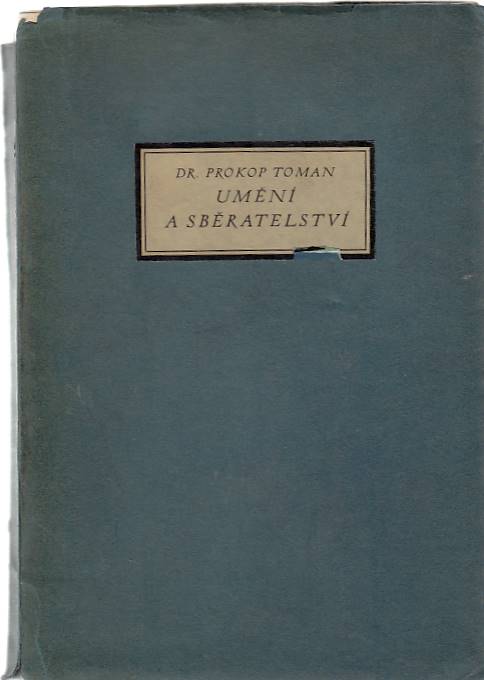 DR. PROKOP TOMAN
UMĚNÍ
A SBĚRATELSTVÍ